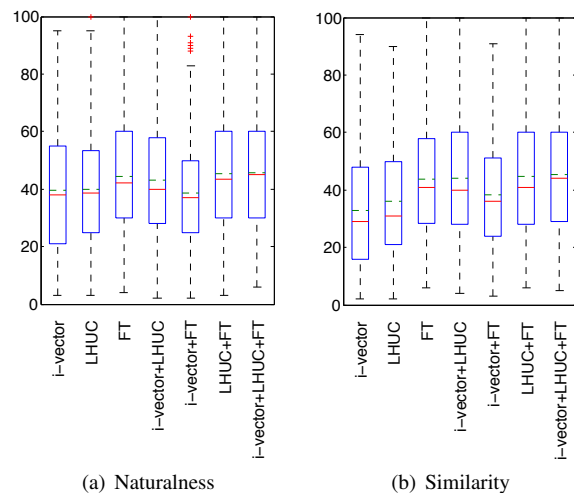 100
80
60
40
20
0
i−vector
LHUC
FT
i−vector+LHUC
i−vector+FT
LHUC+FT
i−vector+LHUC+FT
(a) Naturalness
100
80
60
40
20
0
i−vector
LHUC
FT
i−vector+LHUC
i−vector+FT
LHUC+FT
i−vector+LHUC+FT
(b) Similarity